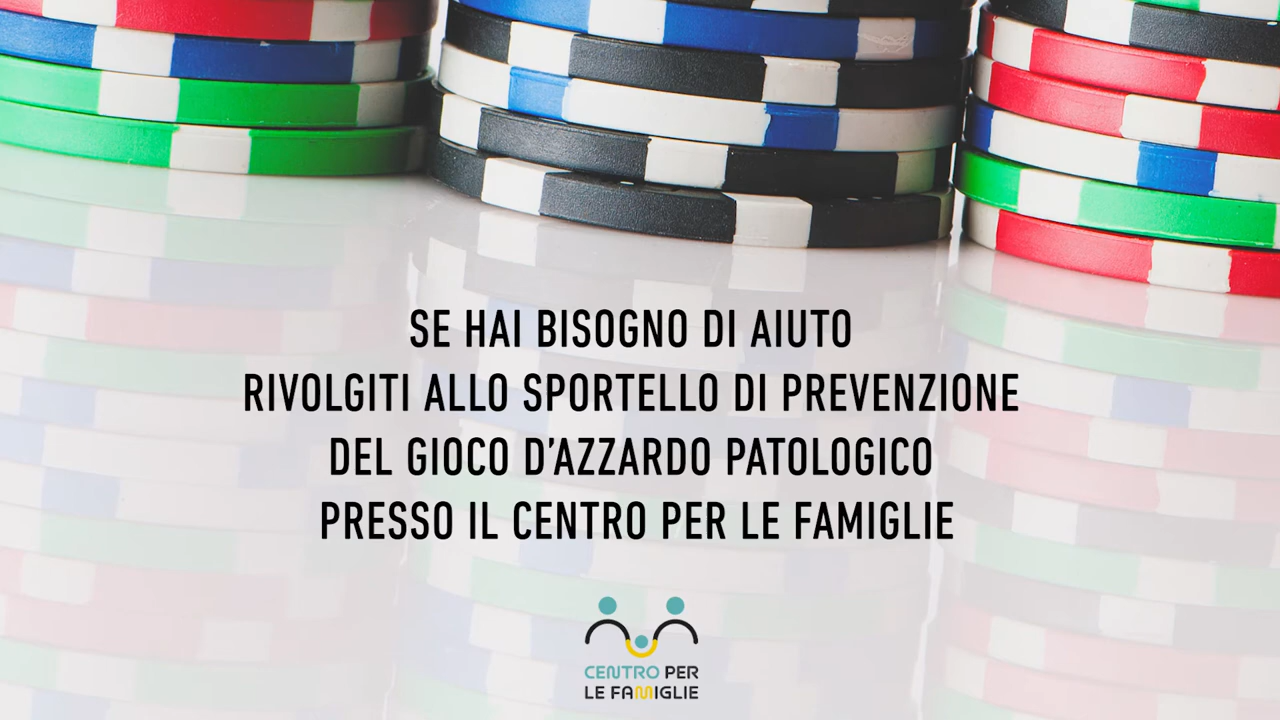 SE HAI BISOGNO DI AIUTO
RIVOLGITI ALLO SPORTELLO DI PREVENZIONE
DEL GIOCO D'AZZARDO PATOLOGICO
PRESSO IL CENTRO PER LE FAMIGLIE
CENTRO PER
LE FAMIGLIE